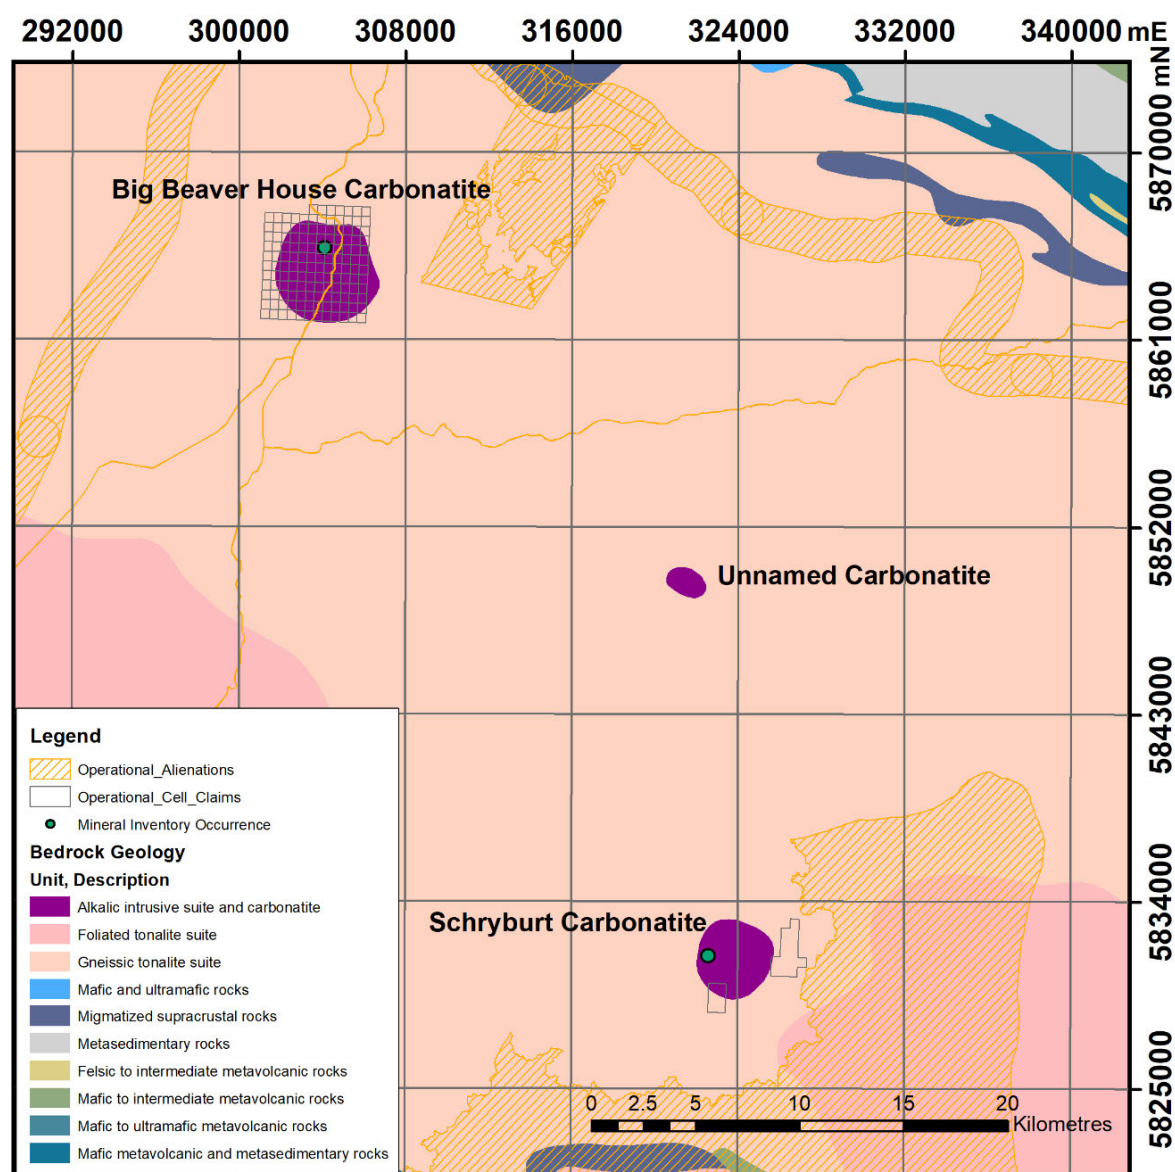 292000 300000 308000 316000 324000 332000 340000 mE
5870000 mN
Big Beaver House Carbonatite
5861000
5852000
Unnamed Carbonatite
5843000
Legend
Operational_Alienations
Operational_Cell_Claims
Mineral Inventory Occurrence
Bedrock Geology
Unit, Description
Alkalic intrusive suite and carbonatite
Foliated tonalite suite
Gneissic tonalite suite
Mafic and ultramafic rocks
Migmatized supracrustal rocks
Metasedimentary rocks
Felsic to intermediate metavolcanic rocks
Mafic to intermediate metavolcanic rocks
Mafic to ultramafic metavolcanic rocks
Mafic metavolcanic and metasedimentary rocks
5834000
Schryburt Carbonatite
5825000
0 2.5 5 10 15 20
Kilometres